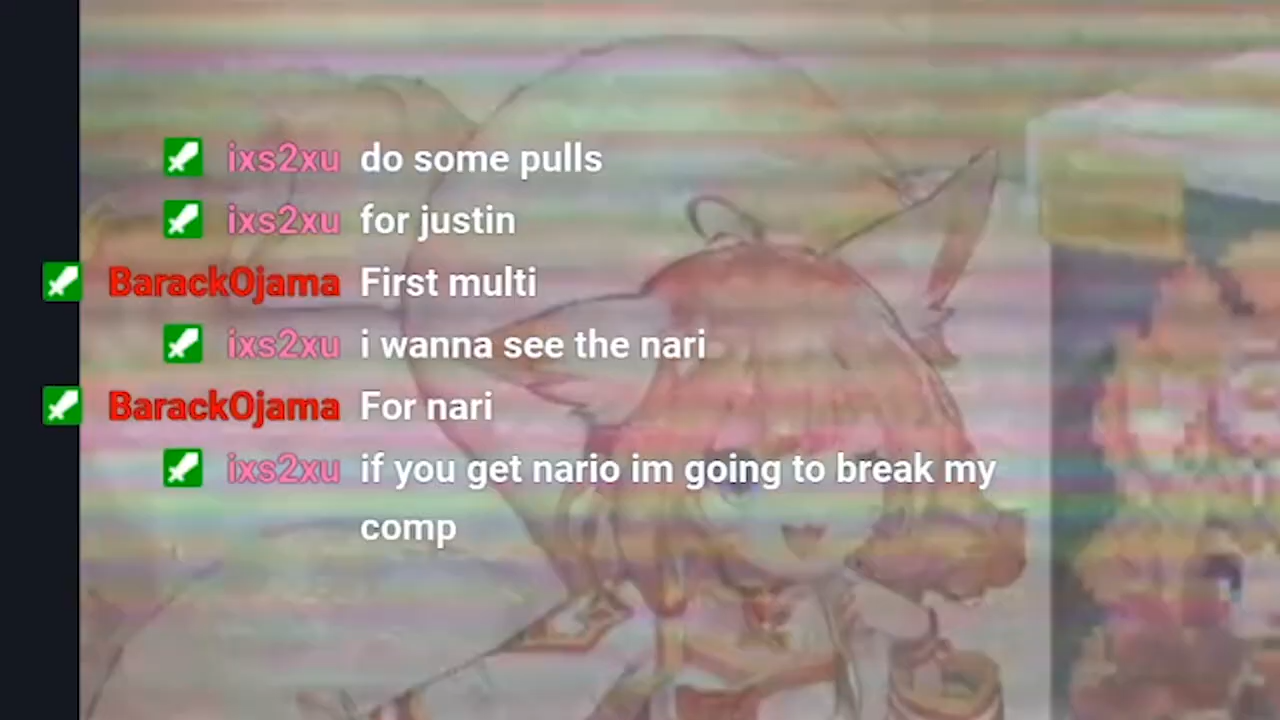 ixs2xu do some pulls
ixs2xu for justin
BarackOjama First multi
ixs2xu i wanna see the nari
BarackOjama For nari
ixs2xu if you get nario im going to break my
comp